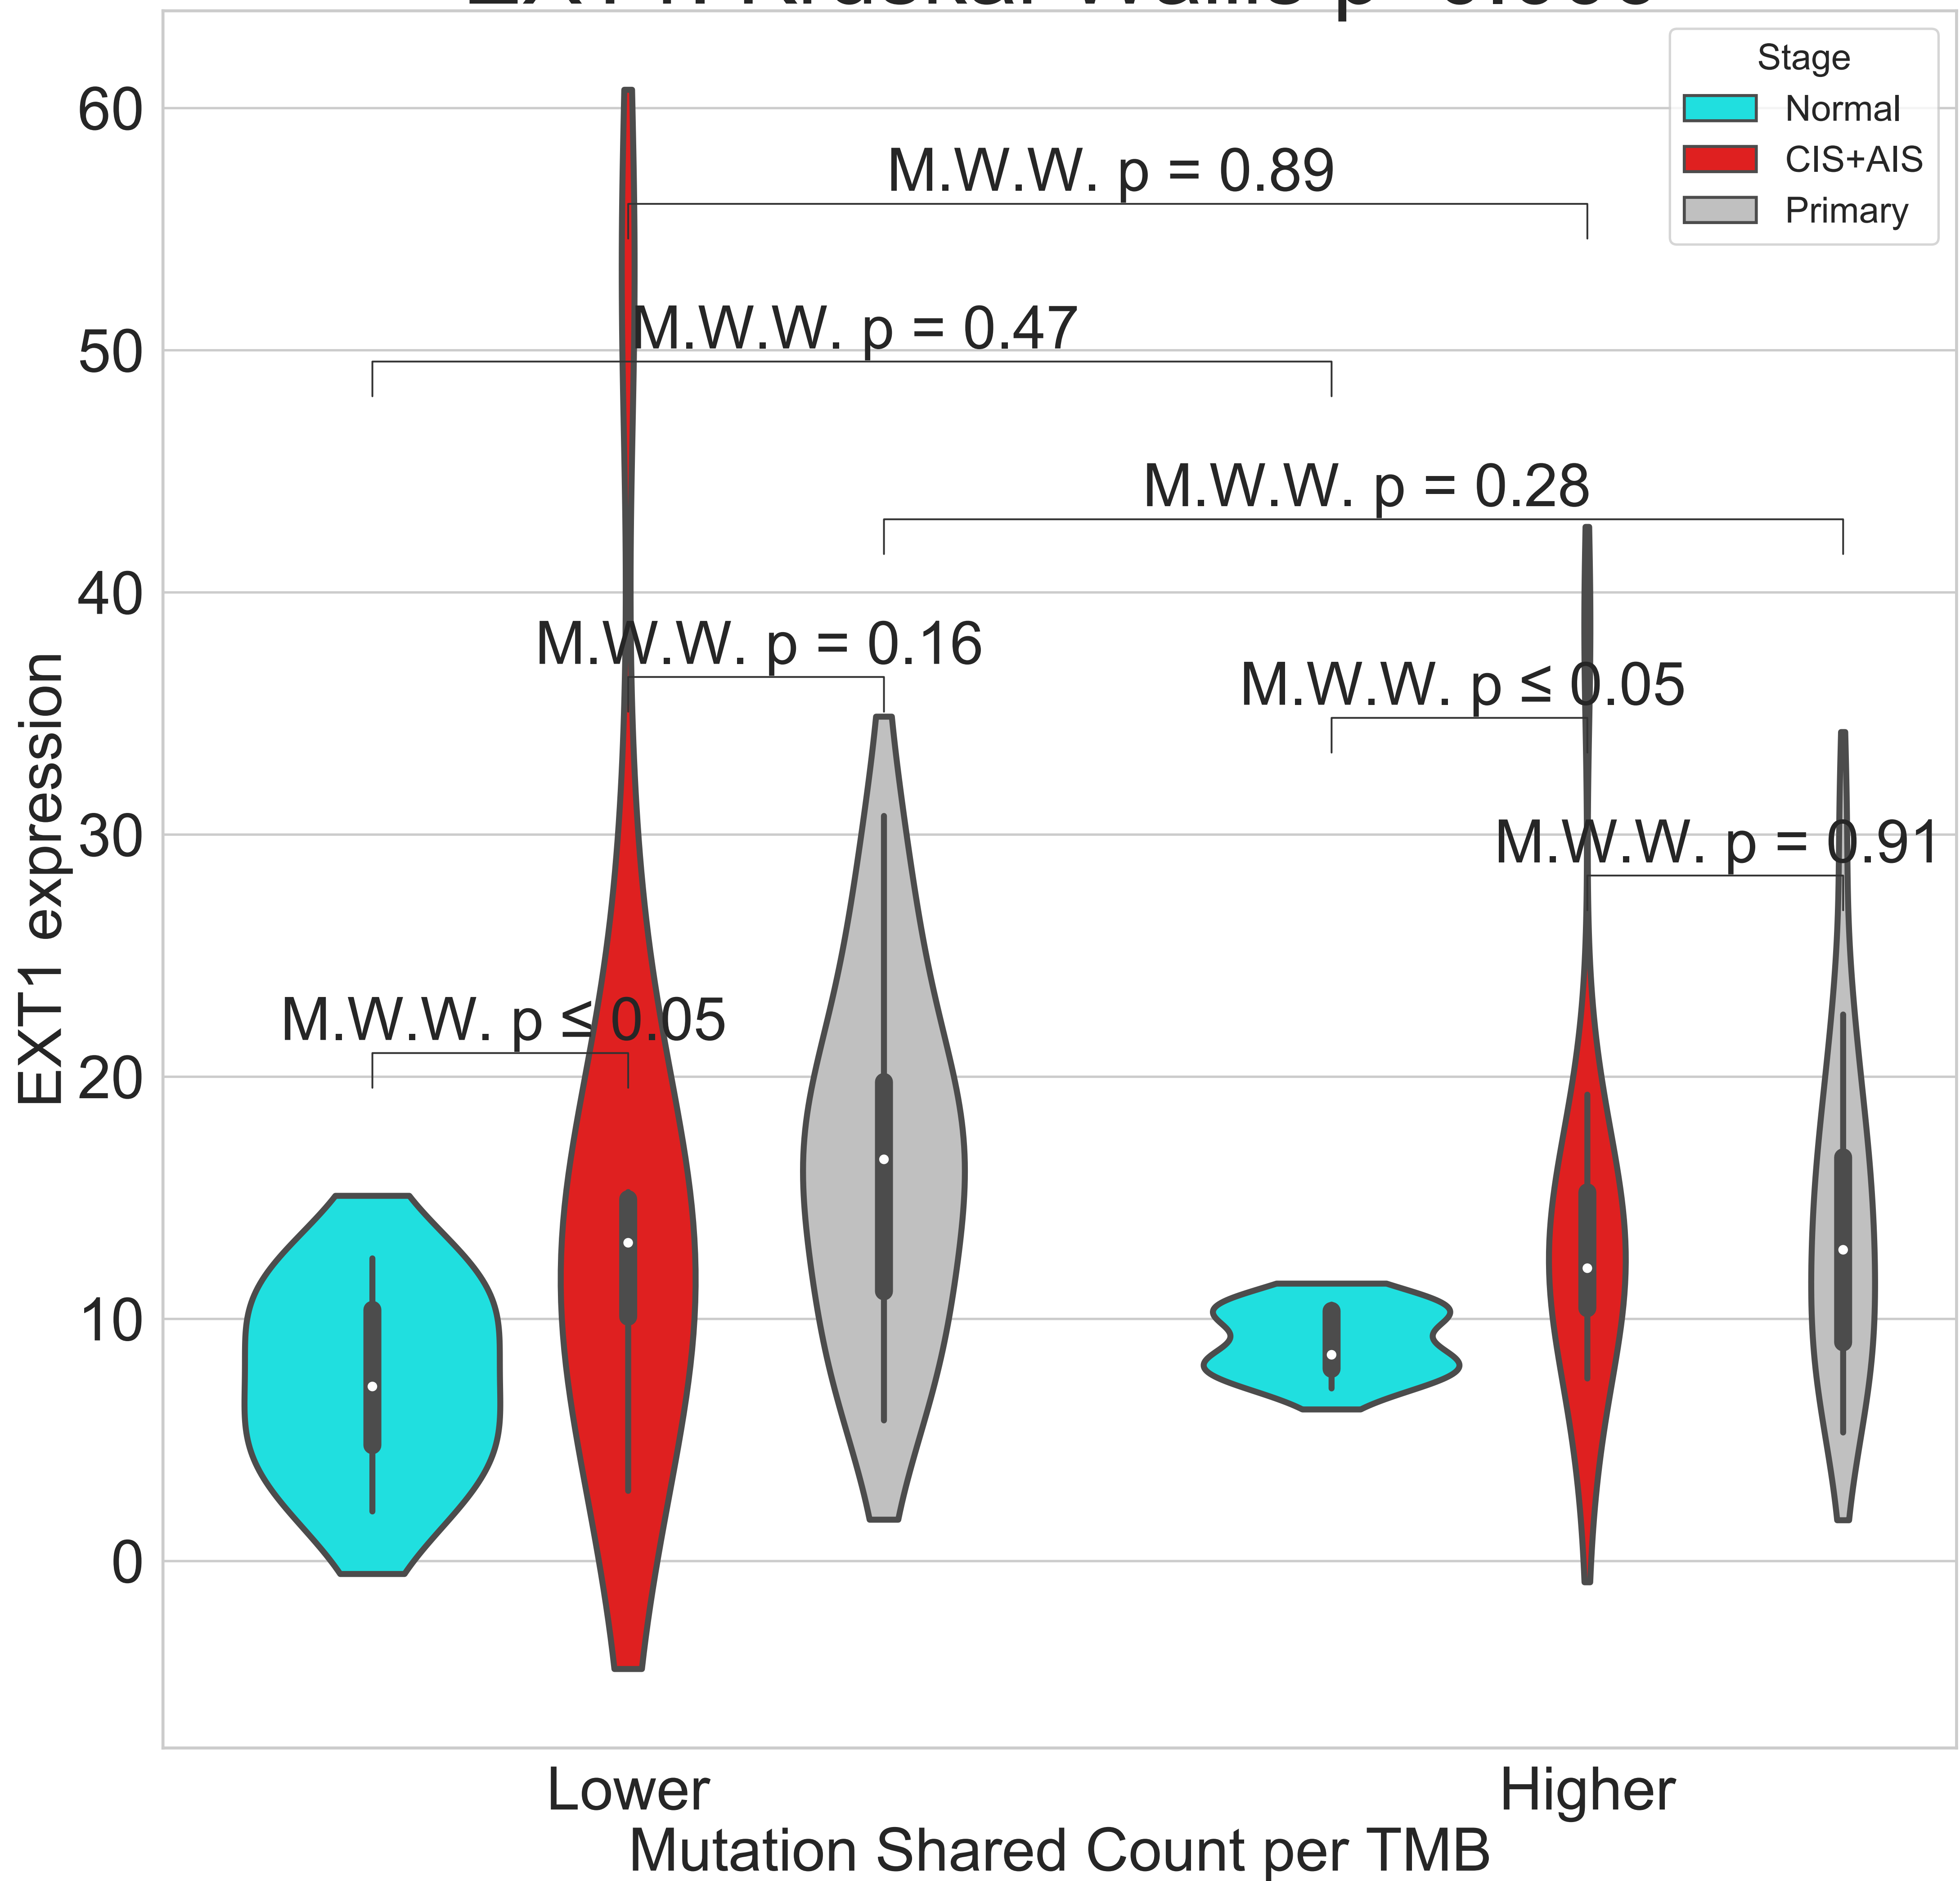 Stage
Normal
CIS+AIS
Primary
M.W.W. p = 0.89
M.W.W. p = 0.47
M.W.W. p = 0.28
M.W.W. p = 0.16
M.W.W. p ≤ 0.05
M.W.W. p = 0.91
M.W.W. p ≤ 0.05
60
50
40
30
20
10
0
EXT1 expression
Lower
Higher
Mutation Shared Count per TMB